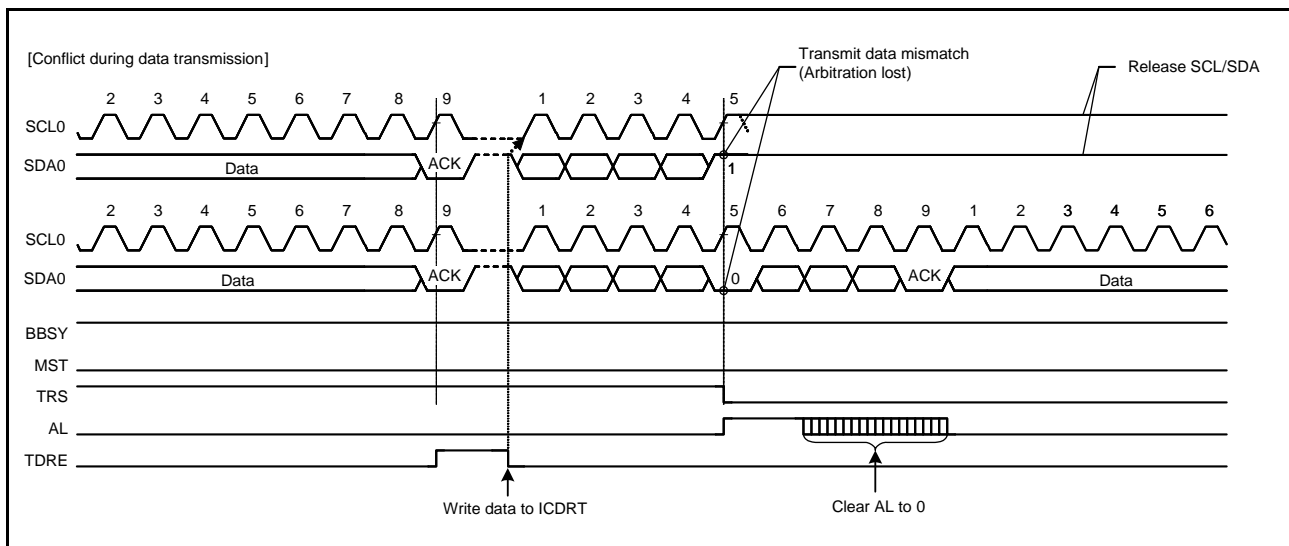 [Conflict during data transmission]
Transmit data mismatch
(Arbitration lost)
Release SCL/SDA
2 3 4 5 6 7 8 9 1 2 3 4 5
SCL0
SDA0 Data ACK 1
2 3 4 5 6 7 8 9 1 2 3 4 5 6 7 8 9 1 2 3 4 5 6
SCL0
SDA0 Data ACK 0 ACK Data
BBSY
MST
TRS
AL
TDRE
Write data to ICDRT Clear AL to 0